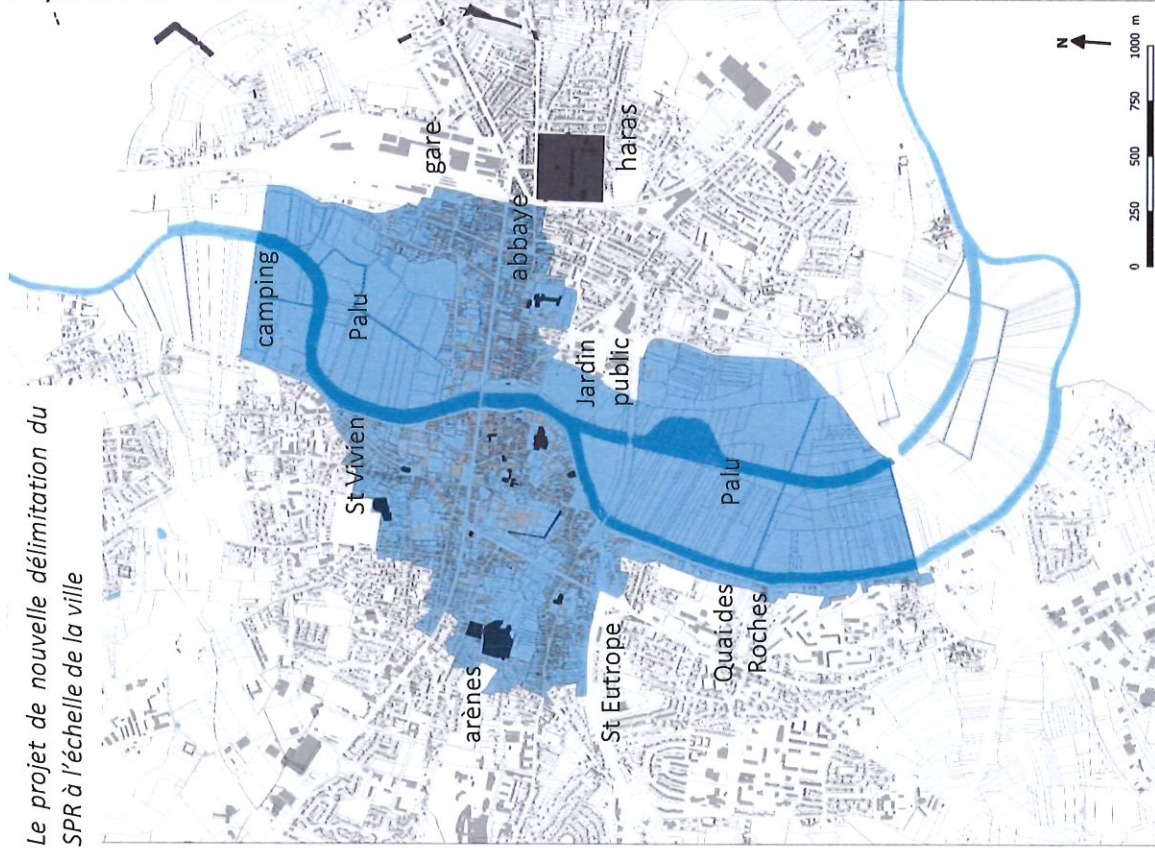 Le projet de nouvelle délimitation du
SPR à l'échelle de la ville
camping
Palu
gare
St Vivien
abbaye
haras
Jardin
public
arènes
Palu
St Eutrope
Quai des
Roches
N
0 250 500 750 1000 m